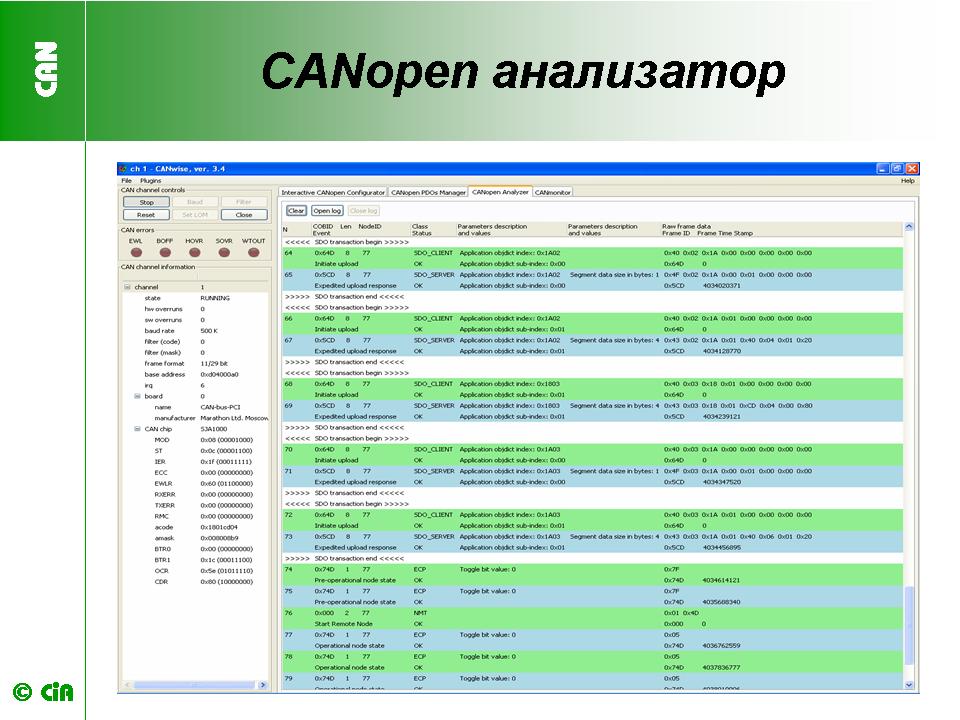 CAN
CANopen анализатор
ch 1 - CANwise, ver. 3.4
File Plugins Help
CAN channel controls
Stop Baud Filter
Reset Set LOM Close
CAN errors
EWL BOFF HOVR SOVR WTOUT
CAN channel information
channel 1
state RUNNING
hw overruns 0
sw overruns 0
baud rate 500 K
filter (code) 0
filter (mask) 0
frame format 11/29 bit
base address 0xd04000a0
irq 6
board 0
name CAN-bus-PCI
manufacturer Marathon Ltd. Moscow
CAN chip SJA1000
MOD 0x08 (00001000)
ST 0x0c (00001100)
IER 0x1f (00011111)
ECC 0x00 (00000000)
EWLR 0x60 (01100000)
RXERR 0x00 (00000000)
TXERR 0x00 (00000000)
RMC 0x00 (00000000)
acode 0x1801cd04
amask 0x008008b9
BTR0 0x00 (00000000)
BTR1 0x1c (00011100)
OCR 0x5e (01011110)
CDR 0x80 (10000000)
Interactive CANopen Configurator CANopen PDOs Manager CANopen Analyzer CANmonitor
Clear Open log Close log
N COBID Len NodeID Class Parameters description Parameters description Raw frame data
Event Status and values and values Frame ID Frame Time Stamp
<<<<< SDO transaction begin >>>>>
64 0x64D 8 77 SDO_CLIENT Application objdict index: 0x1A02 0x40 0x02 0x1A 0x00 0x00 0x00 0x00 0x00
Initiate upload OK Application objdict sub-index: 0x00 0x64D 0
65 0x5CD 8 77 SDO_SERVER Application objdict index: 0x1A02 Segment data size in bytes: 1 0x4F 0x02 0x1A 0x00 0x01 0x00 0x00 0x00
Expedited upload response OK Application objdict sub-index: 0x00 0x5CD 4034020371
>>>>> SDO transaction end <<<<<
<<<<< SDO transaction begin >>>>>
66 0x64D 8 77 SDO_CLIENT Application objdict index: 0x1A02 0x40 0x02 0x1A 0x01 0x00 0x00 0x00 0x00
Initiate upload OK Application objdict sub-index: 0x01 0x64D 0
67 0x5CD 8 77 SDO_SERVER Application objdict index: 0x1A02 Segment data size in bytes: 4 0x43 0x02 0x1A 0x01 0x40 0x04 0x01 0x20
Expedited upload response OK Application objdict sub-index: 0x01 0x5CD 4034128770
>>>>> SDO transaction end <<<<<
<<<<< SDO transaction begin >>>>>
68 0x64D 8 77 SDO_CLIENT Application objdict index: 0x1803 0x40 0x03 0x18 0x01 0x00 0x00 0x00 0x00
Initiate upload OK Application objdict sub-index: 0x01 0x64D 0
69 0x5CD 8 77 SDO_SERVER Application objdict index: 0x1803 Segment data size in bytes: 4 0x43 0x03 0x18 0x01 0xCD 0x04 0x00 0x80
Expedited upload response OK Application objdict sub-index: 0x01 0x5CD 4034239121
>>>>> SDO transaction end <<<<<
<<<<< SDO transaction begin >>>>>
70 0x64D 8 77 SDO_CLIENT Application objdict index: 0x1A03 0x40 0x03 0x1A 0x00 0x00 0x00 0x00 0x00
Initiate upload OK Application objdict sub-index: 0x00 0x64D 0
71 0x5CD 8 77 SDO_SERVER Application objdict index: 0x1A03 Segment data size in bytes: 1 0x4F 0x03 0x1A 0x00 0x01 0x00 0x00 0x00
Expedited upload response OK Application objdict sub-index: 0x00 0x5CD 4034347520
>>>>> SDO transaction end <<<<<
<<<<< SDO transaction begin >>>>>
72 0x64D 8 77 SDO_CLIENT Application objdict index: 0x1A03 0x40 0x03 0x1A 0x01 0x00 0x00 0x00 0x00
Initiate upload OK Application objdict sub-index: 0x01 0x64D 0
73 0x5CD 8 77 SDO_SERVER Application objdict index: 0x1A03 Segment data size in bytes: 4 0x43 0x03 0x1A 0x01 0x40 0x06 0x01 0x20
Expedited upload response OK Application objdict sub-index: 0x01 0x5CD 4034456895
>>>>> SDO transaction end <<<<<
74 0x74D 1 77 ECP Toggle bit value: 0 0x7F
Pre-operational node state OK 0x74D 4034614121
75 0x74D 1 77 ECP Toggle bit value: 0 0x7F
Pre-operational node state OK 0x74D 4035688340
76 0x000 2 77 NMT 0x01 0x4D
Start Remote Node OK 0x000 0
77 0x74D 1 77 ECP Toggle bit value: 0 0x05
Operational node state OK 0x74D 4036762559
78 0x74D 1 77 ECP Toggle bit value: 0 0x05
Operational node state OK 0x74D 4037836777
79 0x74D 1 77 ECP Toggle bit value: 0 0x05
© CiA